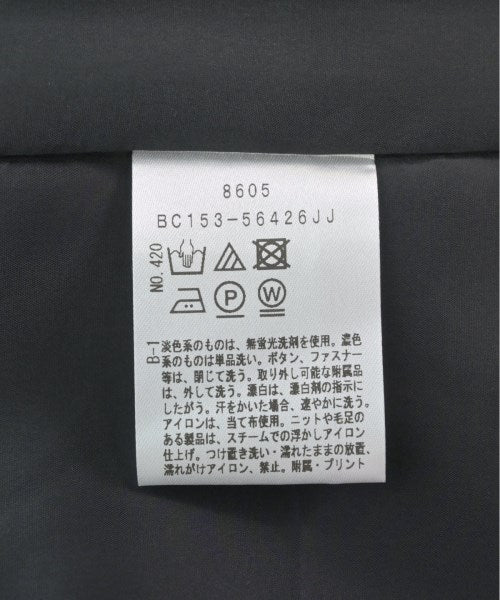 8605
BC153-56426JJ
NO.420
P
W
B-1
淡色系のものは、無蛍光洗剤を使用。濃色
系のものは単品洗い。ボタン、ファスナー
等は、閉じて洗う。取り外し可能な附属品
は、外して洗う。漂白は、漂白剤の指示に
したがう。汗をかいた場合、速やかに洗う。
アイロンは、当て布使用。ニットや毛足の
ある製品は、スチームでの浮かしアイロン
仕上げ。つけ置き洗い・濡れたままの放置、
濡れがけアイロン、禁止。附属・プリント